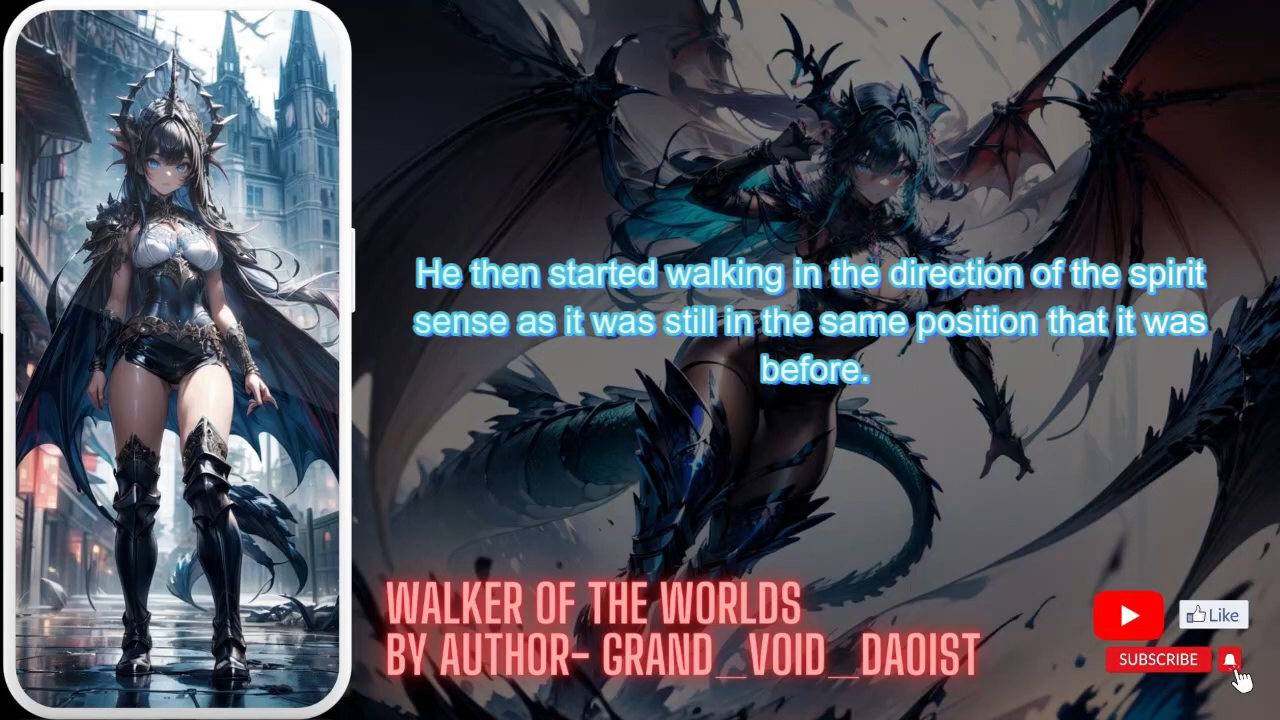 He then started walking in the direction of the spirit
sense as it was still in the same position that it was
before.
WALKER OF THE WORLDS
BY AUTHOR- GRAND_VOID_DAOIST
Like
SUBSCRIBE